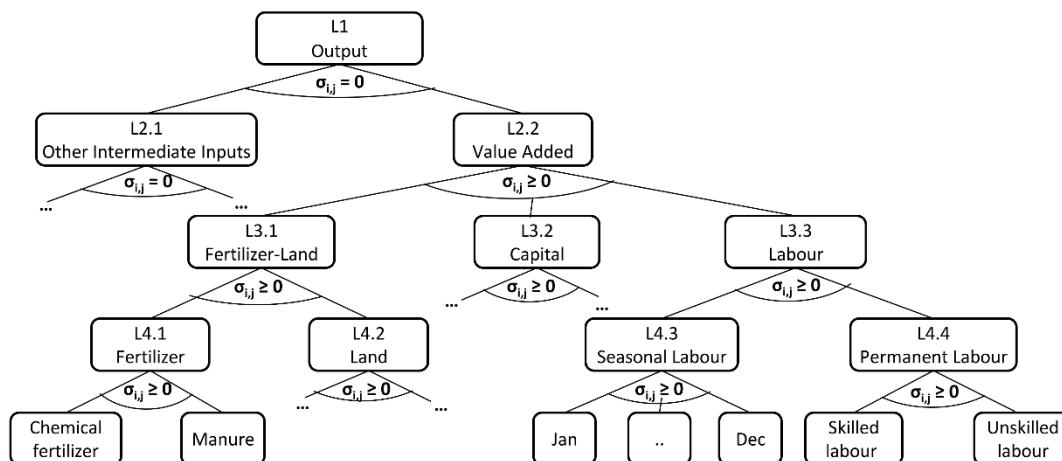 L1
Output
σi,j = 0
L2.1
Other Intermediate Inputs
L2.2
Value Added
σi,j = 0
σi,j ≥ 0
...
...
L3.1
Fertilizer-Land
L3.2
Capital
L3.3
Labour
σi,j ≥ 0
...
σi,j ≥ 0
...
σi,j ≥ 0
L4.1
Fertilizer
L4.2
Land
L4.3
Seasonal Labour
L4.4
Permanent Labour
σi,j ≥ 0
...
σi,j ≥ 0
...
σi,j ≥ 0
σi,j ≥ 0
Chemical
fertilizer
Manure
Jan
..
Dec
Skilled
labour
Unskilled
labour